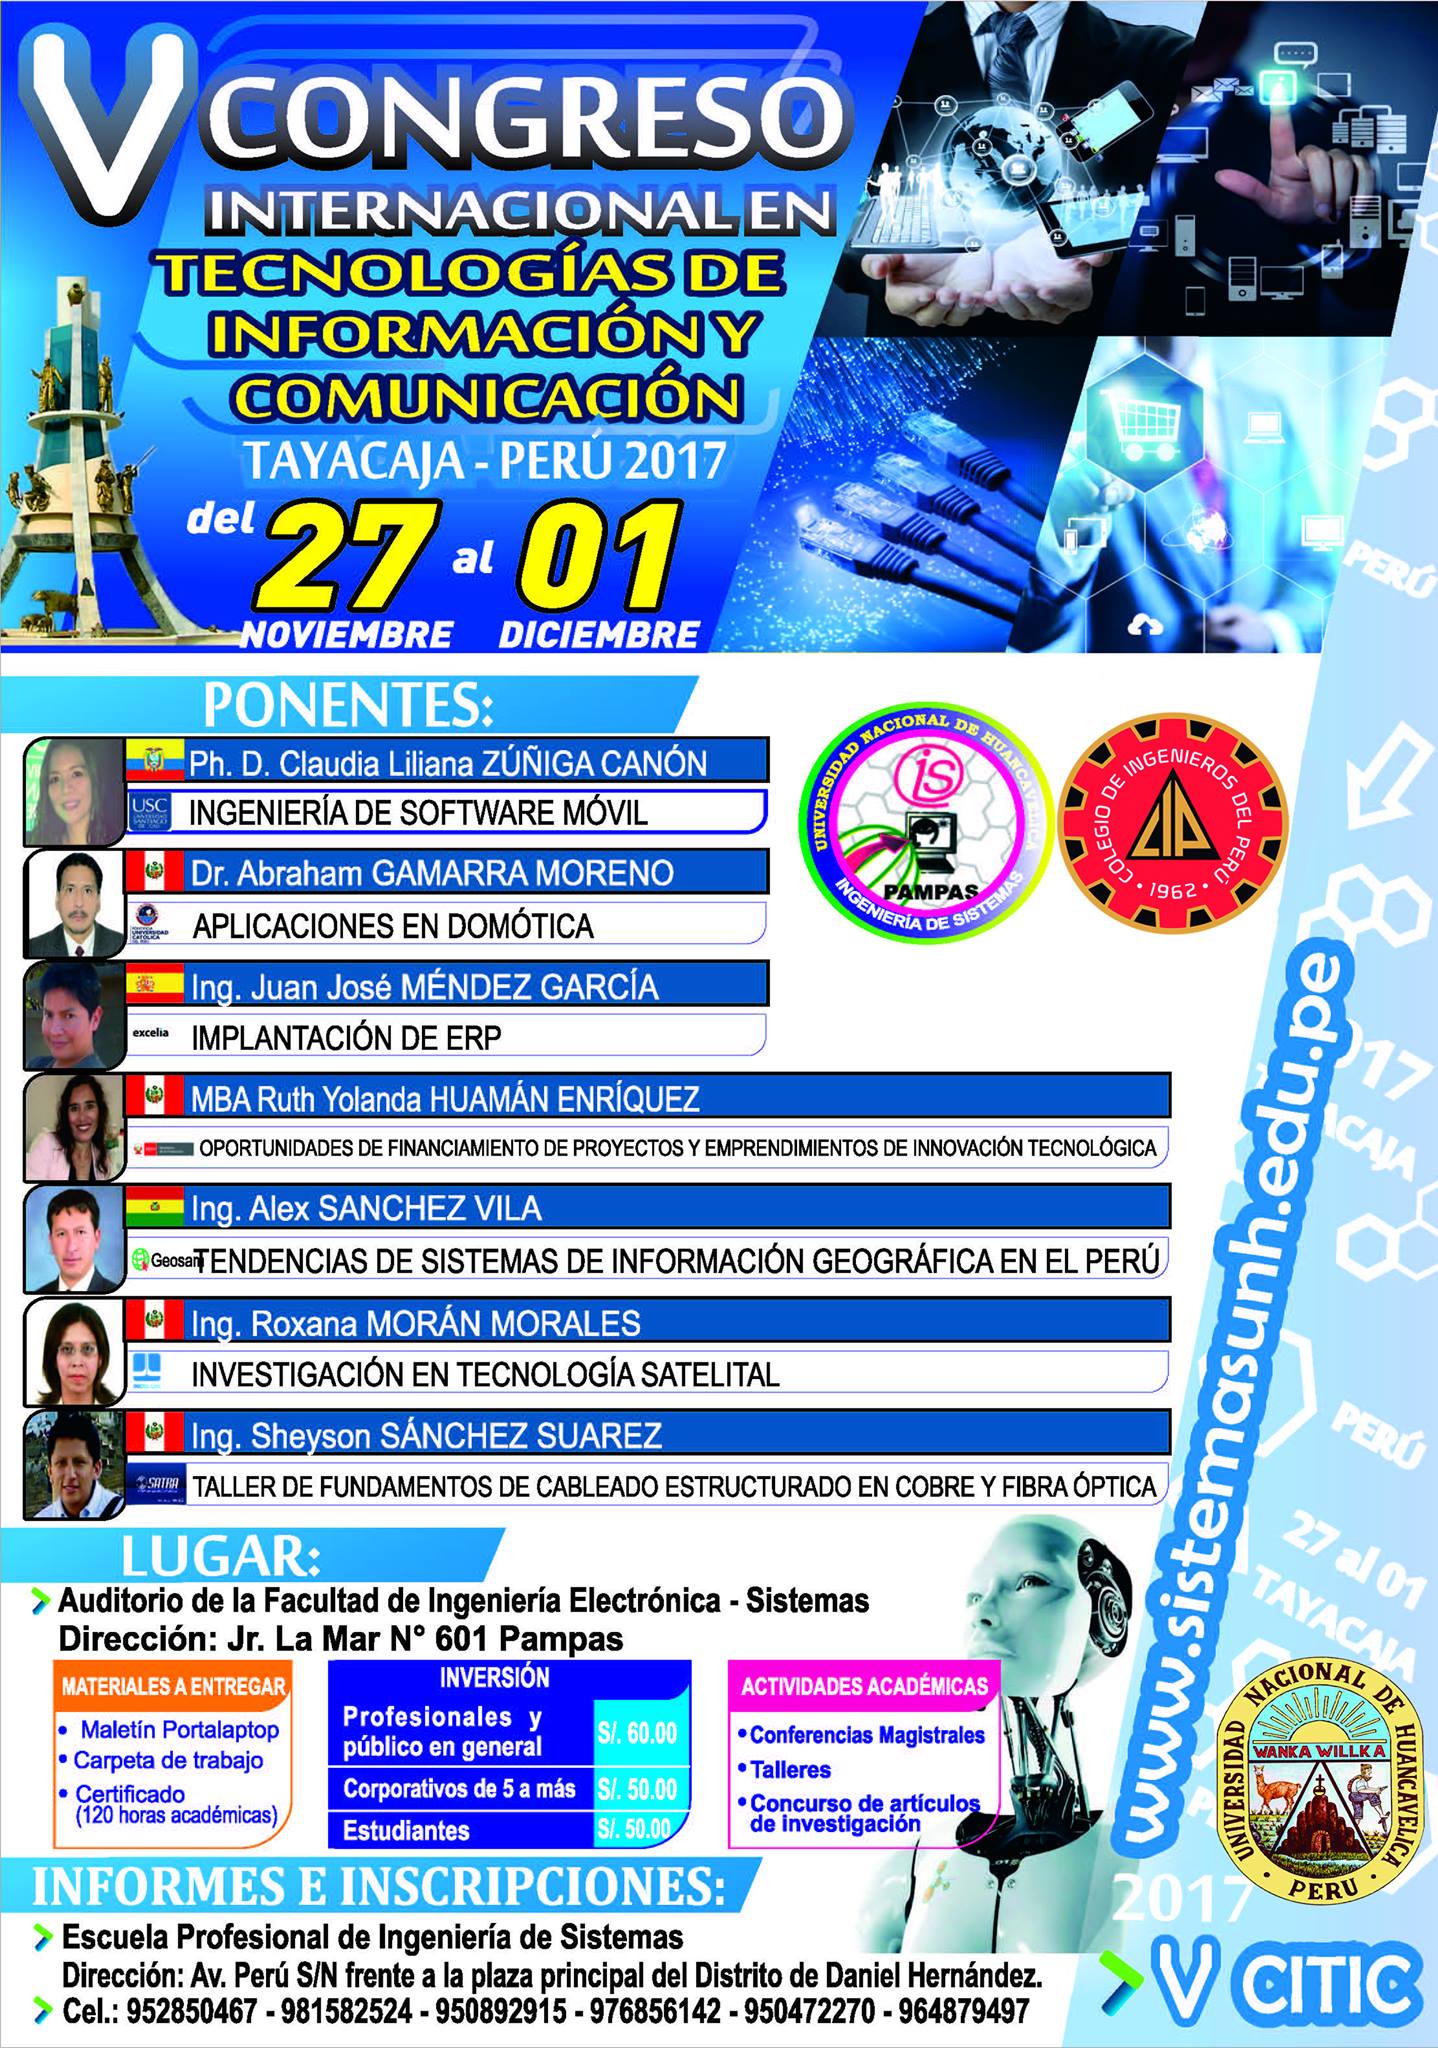 V CONGRESO
INTERNACIONAL EN
TECNOLOGÍAS DE
INFORMACIÓN Y
COMUNICACIÓN
TAYACAJA - PERÚ 2017
del 27 al 01
NOVIEMBRE DICIEMBRE
PONENTES:
Ph. D. Claudia Liliana ZÚÑIGA CANÓN
USC
INGENIERÍA DE SOFTWARE MÓVIL
Dr. Abraham GAMARRA MORENO
APLICACIONES EN DOMÓTICA
Ing. Juan José MÉNDEZ GARCÍA
excelia
IMPLANTACIÓN DE ERP
MBA Ruth Yolanda HUAMÁN ENRÍQUEZ
OPORTUNIDADES DE FINANCIAMIENTO DE PROYECTOS Y EMPRENDIMIENTOS DE INNOVACIÓN TECNOLÓGICA
Ing. Alex SANCHEZ VILA
TENDENCIAS DE SISTEMAS DE INFORMACIÓN GEOGRÁFICA EN EL PERÚ
Ing. Roxana MORÁN MORALES
INVESTIGACIÓN EN TECNOLOGÍA SATELITAL
Ing. Sheyson SÁNCHEZ SUAREZ
SATRA
TALLER DE FUNDAMENTOS DE CABLEADO ESTRUCTURADO EN COBRE Y FIBRA ÓPTICA
UNIVERSIDAD NACIONAL DE HUANCAVELICA
is
PAMPAS
INGENIERÍA DE SISTEMAS
COLEGIO DE INGENIEROS DEL PERÚ
CIP
• 1962 •
PERÚ
2017
TAYACAJA
PERÚ
27 al 01
TAYACAJA
www.sistemasunh.edu.pe
LUGAR:
Auditorio de la Facultad de Ingeniería Electrónica - Sistemas
Dirección: Jr. La Mar N° 601 Pampas
MATERIALES A ENTREGAR
• Maletín Portalaptop
• Carpeta de trabajo
• Certificado
(120 horas académicas)
INVERSIÓN
Profesionales y
público en general S/. 60.00
Corporativos de 5 a más S/. 50.00
Estudiantes S/. 50.00
ACTIVIDADES ACADÉMICAS
• Conferencias Magistrales
• Talleres
• Concurso de artículos
de investigación
UNIVERSIDAD NACIONAL DE HUANCAVELICA
WANKA WILLKA
• PERU •
2017
INFORMES E INSCRIPCIONES:
Escuela Profesional de Ingeniería de Sistemas
Dirección: Av. Perú S/N frente a la plaza principal del Distrito de Daniel Hernández.
Cel.: 952850467 - 981582524 - 950892915 - 976856142 - 950472270 - 964879497
V CITIC